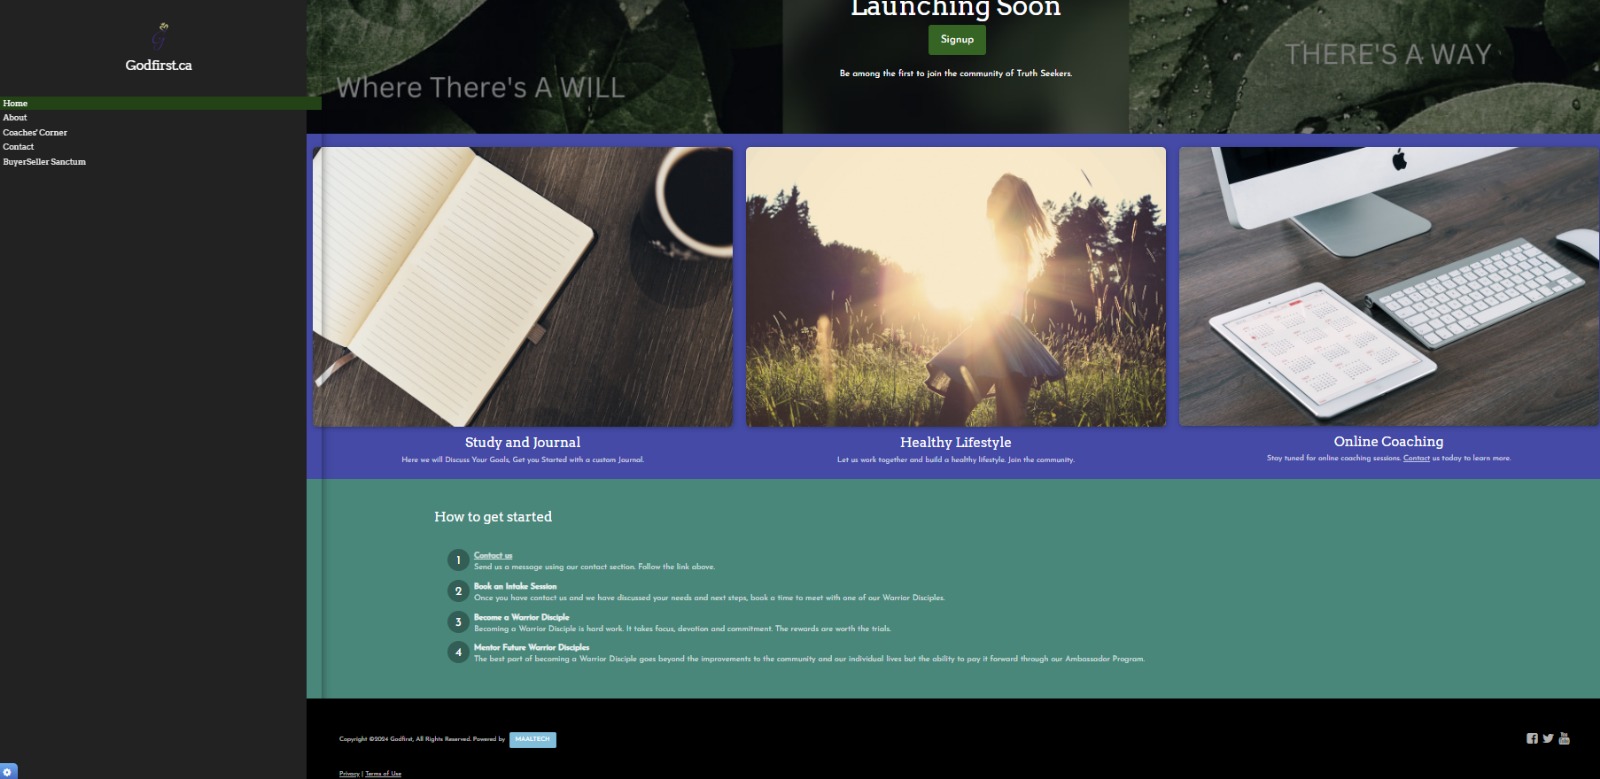 Godfirst.ca
Home
About
Coaches' Corner
Contact
BuyerSeller Sanctum
Launching Soon
Signup
Be among the first to join the community of Truth Seekers.
Where There's A WILL
THERE'S A WAY
Study and Journal
Here we will Discuss Your Goals, Get you Started with a custom Journal.
Healthy Lifestyle
Let us work together and build a healthy lifestyle. Join the community.
Online Coaching
Stay tuned for online coaching sessions. Contact us today to learn more.
How to get started
1 Contact us
Send us a message using our contact section. Follow the link above.
2 Book an Intake Session
Once you have contact us and we have discussed your needs and next steps, book a time to meet with one of our Warrior Disciples.
3 Become a Warrior Disciple
Becoming a Warrior Disciple is hard work. It takes focus, devotion and commitment. The rewards are worth the trials.
4 Mentor Future Warrior Disciples
The best part of becoming a Warrior Disciple goes beyond the improvements to the community and our individual lives but the ability to pay it forward through our Ambassador Program.
Copyright ©2024 Godfirst, All Rights Reserved. Powered by MAALTECH
Privacy | Terms of Use